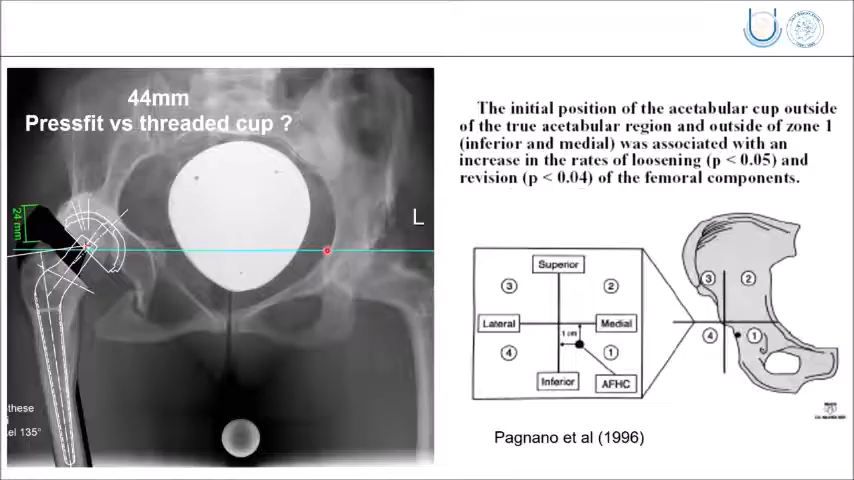 44mm
Pressfit vs threaded cup ?
24 mm
L
these
el 135°
The initial position of the acetabular cup outside
of the true acetabular region and outside of zone 1
(inferior and medial) was associated with an
increase in the rates of loosening (p < 0.05) and
revision (p < 0.04) of the femoral components.
Superior
3
2
Lateral
Medial
1 cm
4
1
Inferior
AFHC
3
2
4
1
Pagnano et al (1996)